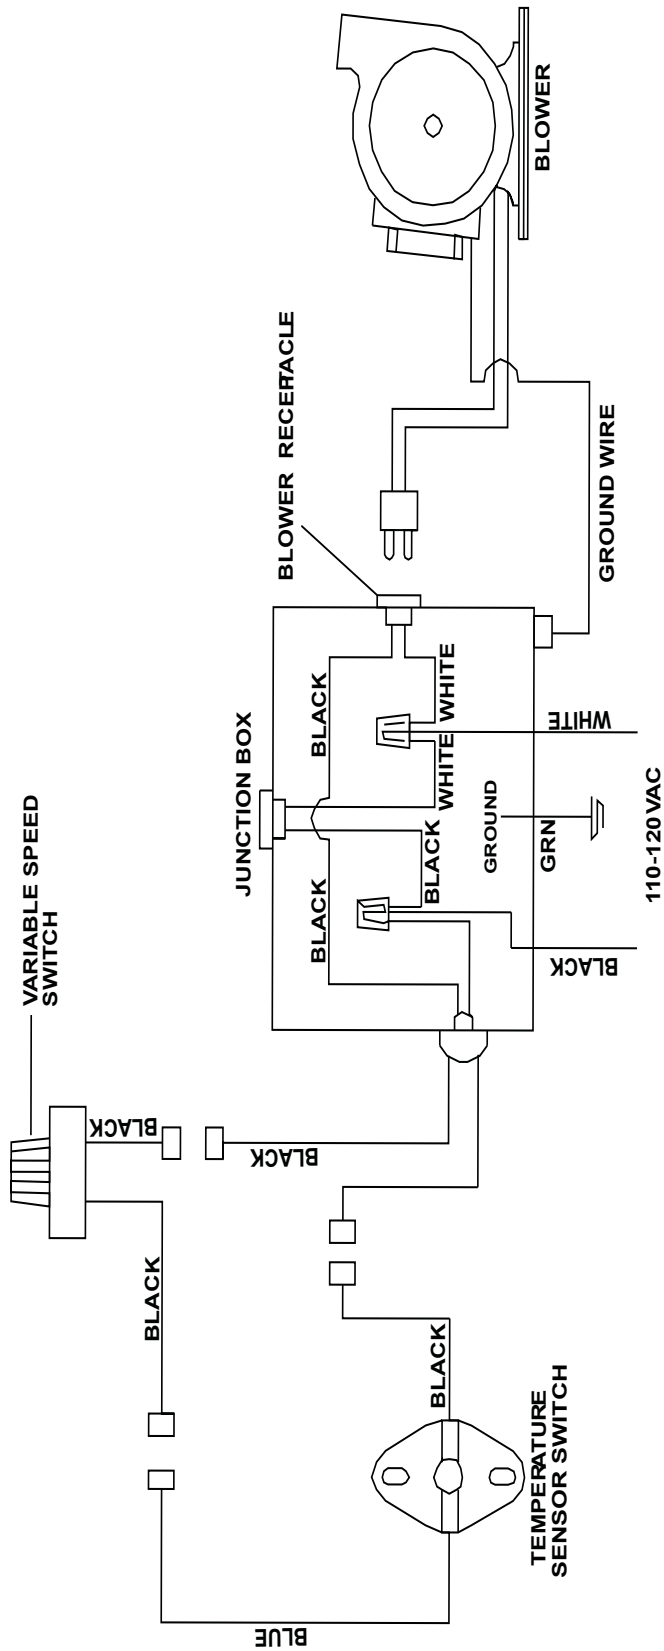 VARIABLE SPEED
SWITCH
BLACK
BLACK
BLACK
BLUE
BLACK
TEMPERATURE
SENSOR SWITCH
JUNCTION BOX
BLACK
BLACK
BLACK
WHITE
WHITE
GROUND
GRN
BLACK
WHITE
110-120 VAC
BLOWER RECEPTACLE
GROUND WIRE
BLOWER